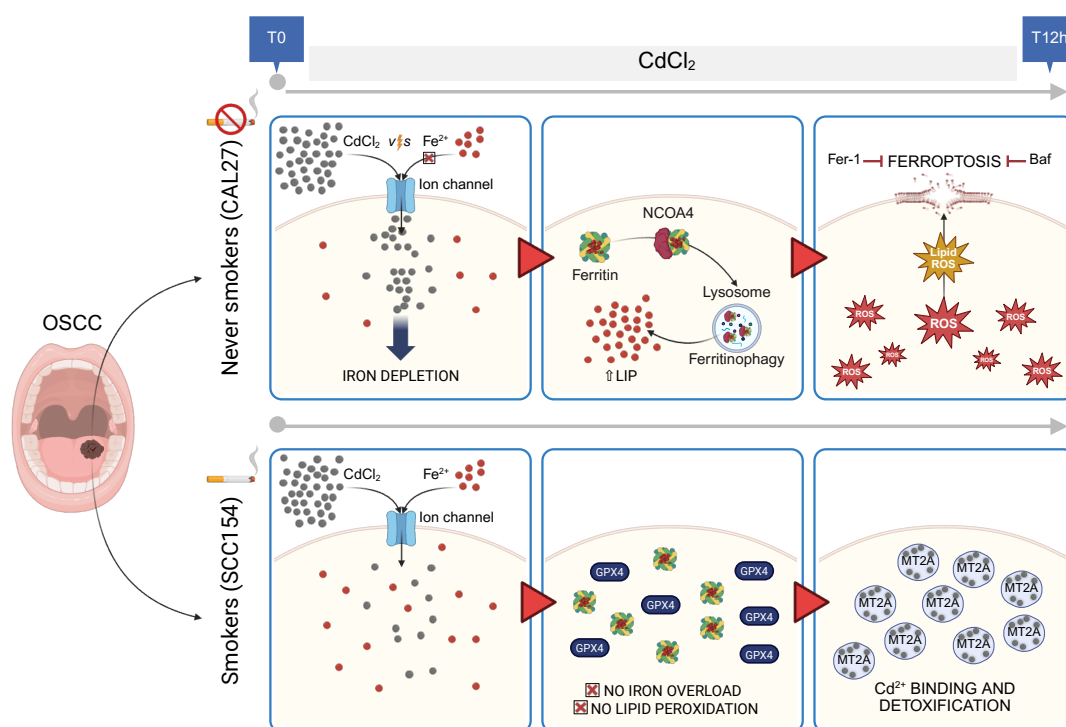 T0
T12h
CdCl₂
Never smokers (CAL27)
CdCl₂ v s Fe²⁺
Ion channel
IRON DEPLETION
NCOA4
Ferritin
Lysosome
Ferritinophagy
⇧LIP
Fer-1 FERROPTOSIS Baf
Lipid
ROS
ROS
ROS
ROS
ROS
ROS
ROS
ROS
OSCC
Smokers (SCC154)
CdCl₂ Fe²⁺
Ion channel
GPX4
GPX4
GPX4
GPX4
GPX4
GPX4
NO IRON OVERLOAD
NO LIPID PEROXIDATION
MT2A
MT2A
MT2A
MT2A
MT2A
MT2A
MT2A
MT2A
MT2A
Cd²⁺ BINDING AND
DETOXIFICATION